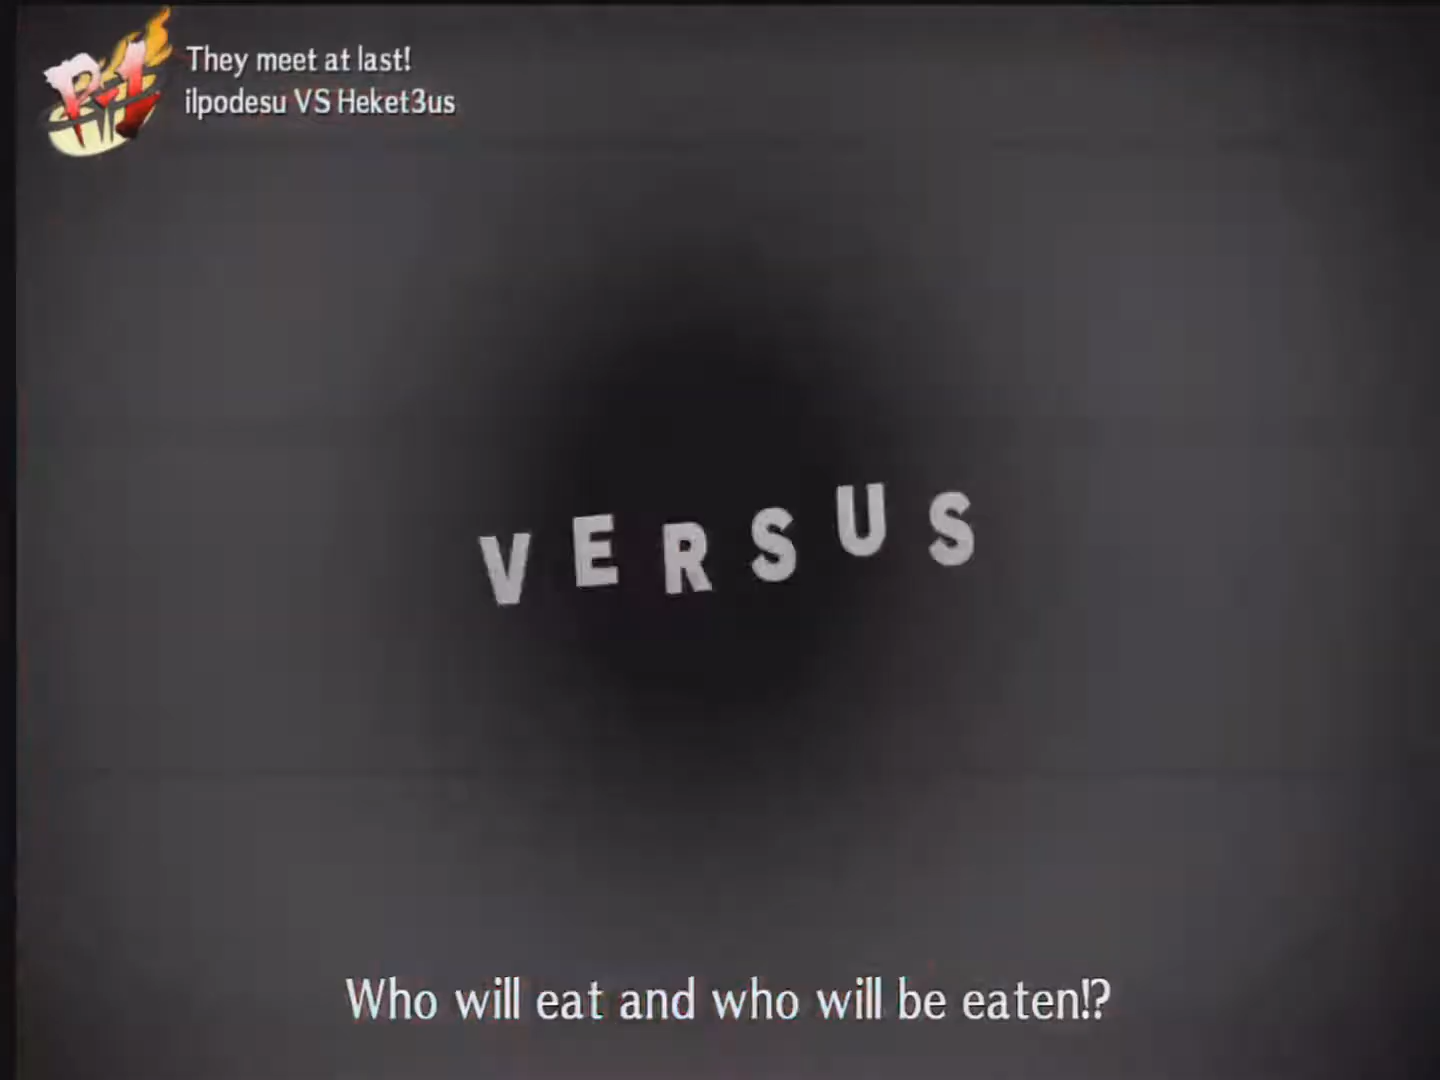 They meet at last!
ilpodesu VS Heket3us
VERSUS
Who will eat and who will be eaten!?